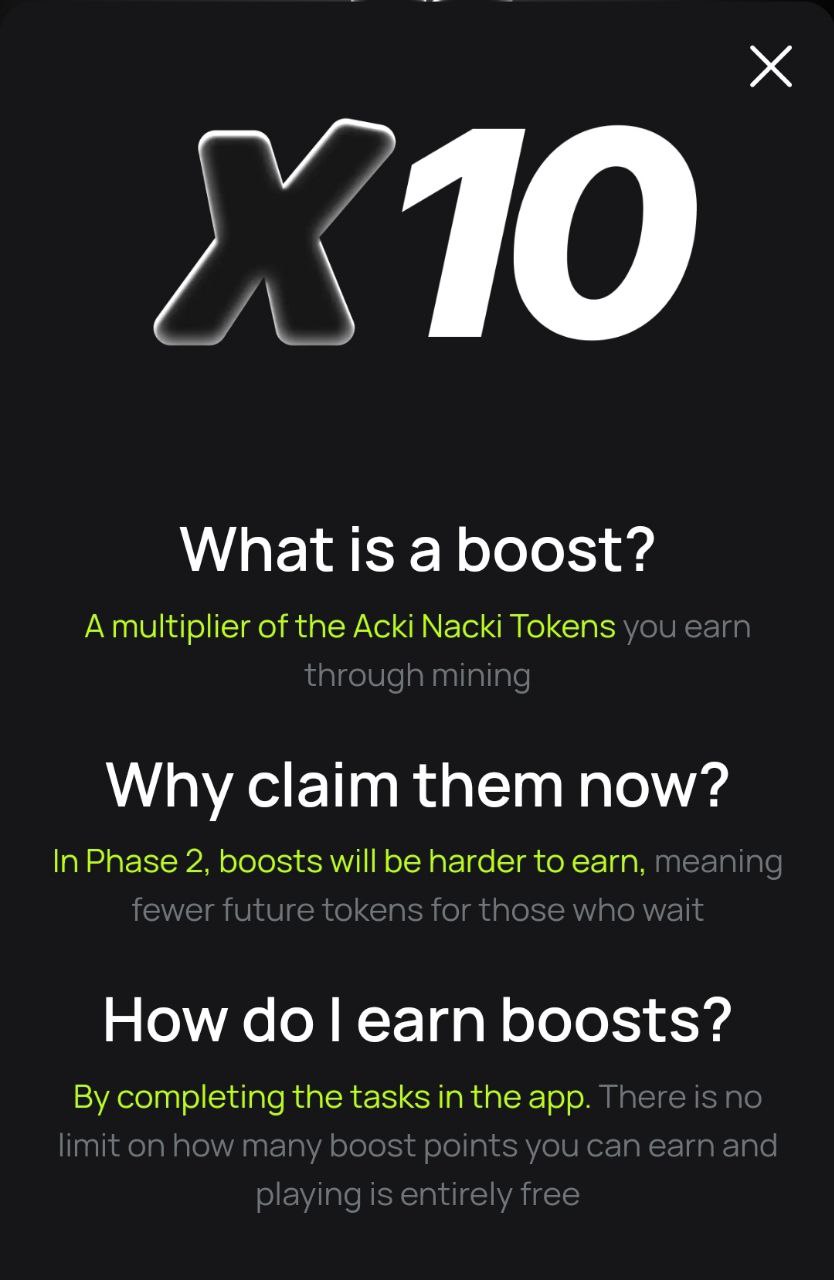 X10
What is a boost?
A multiplier of the Acki Nacki Tokens you earn
through mining
Why claim them now?
In Phase 2, boosts will be harder to earn, meaning
fewer future tokens for those who wait
How do I earn boosts?
By completing the tasks in the app. There is no
limit on how many boost points you can earn and
playing is entirely free